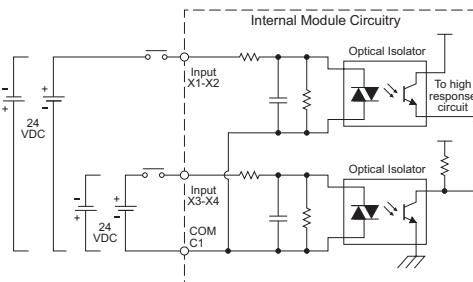 Internal Module Circuitry
Optical Isolator
Input
X1-X2
To high
response
circuit
-
+
+
-
24
VDC
Optical Isolator
Input
X3-X4
-
+
+
-
24
VDC
COM
C1